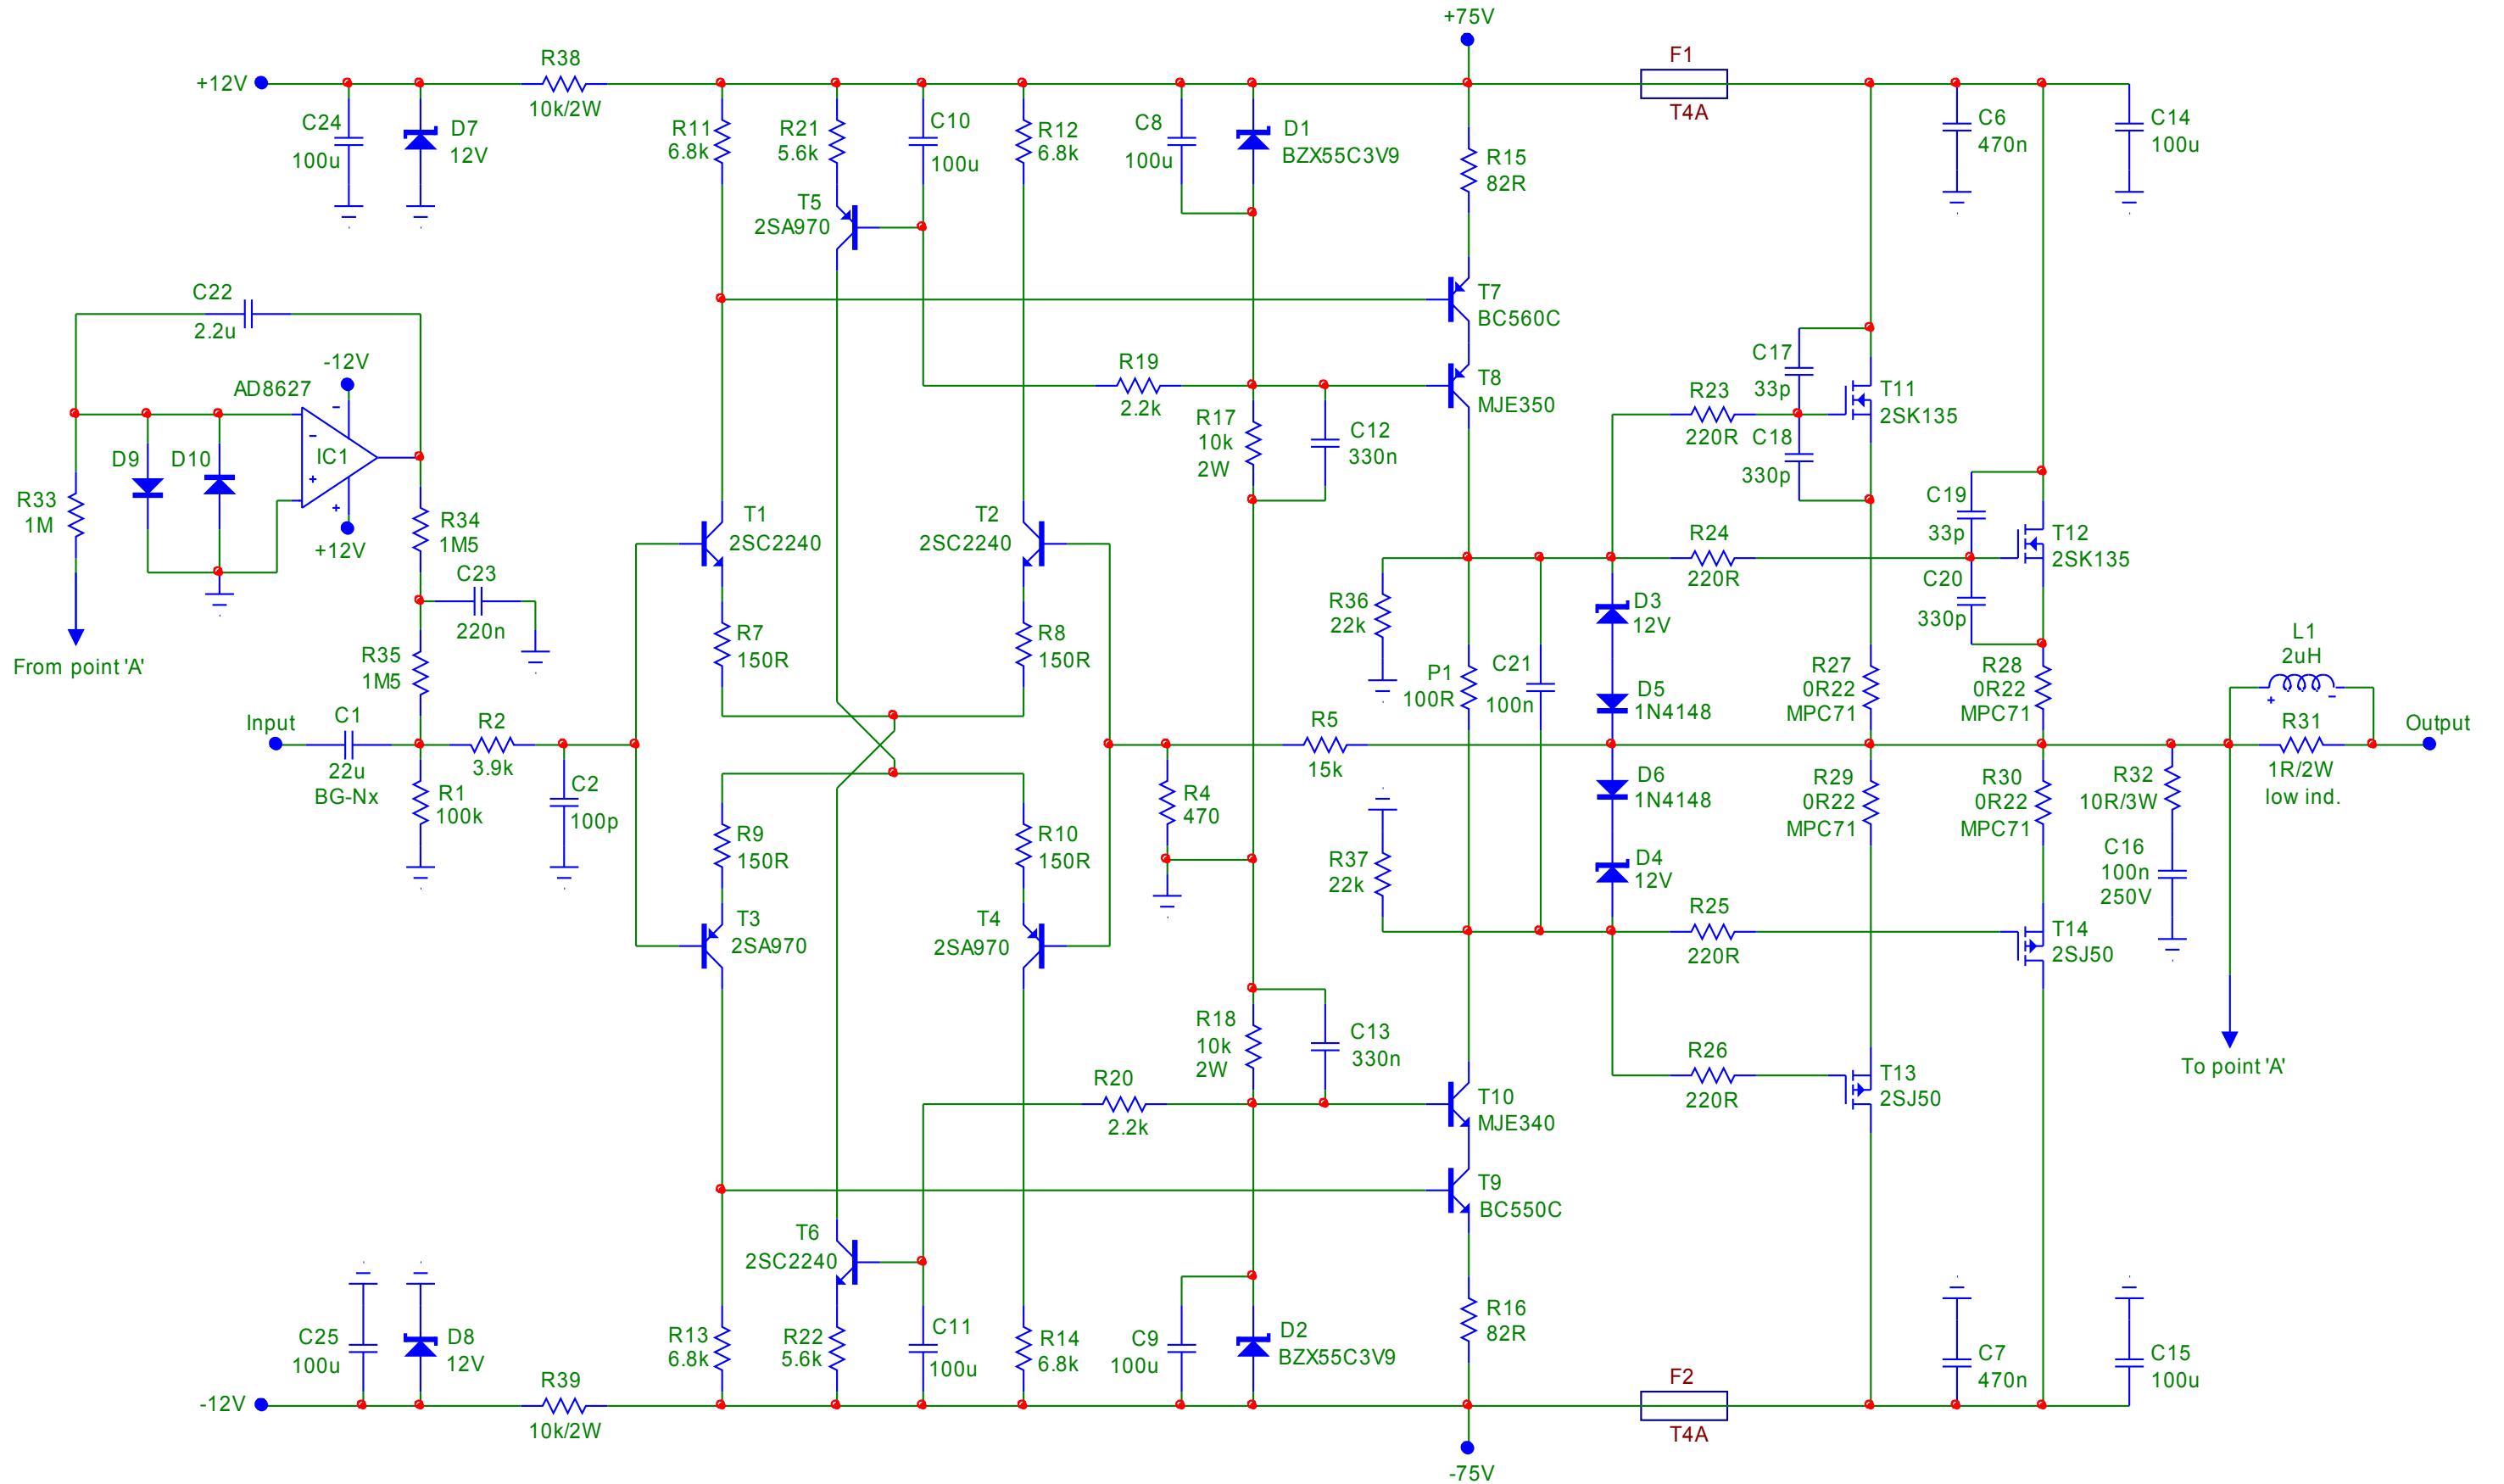 +75V
F1
T4A
+12V
R38
10k/2W
C24
100u
D7
12V
R11
6.8k
R21
5.6k
C10
100u
R12
6.8k
C8
100u
D1
BZX55C3V9
R15
82R
C6
470n
C14
100u
T5
2SA970
T7
BC560C
C22
2.2u
-12V
AD8627
R19
2.2k
T8
MJE350
C17
33p
T11
2SK135
R23
220R
C18
330p
R17
10k
2W
C12
330n
-
-
IC1
+
+
+12V
D9
D10
R33
1M
R34
1M5
C23
220n
From point 'A'
R35
1M5
T1
2SC2240
T2
2SC2240
R24
220R
C19
33p
T12
2SK135
C20
330p
R7
150R
R8
150R
R36
22k
P1
100R
C21
100n
D3
12V
D5
1N4148
R27
0R22
MPC71
R28
0R22
MPC71
L1
2uH
+
-
R31
1R/2W
low ind.
Output
Input
C1
22u
BG-Nx
R2
3.9k
R1
100k
C2
100p
R5
15k
R4
470
D6
1N4148
D4
12V
R29
0R22
MPC71
R30
0R22
MPC71
R32
10R/3W
C16
100n
250V
R9
150R
R10
150R
R37
22k
T3
2SA970
T4
2SA970
R25
220R
T14
2SJ50
R18
10k
2W
C13
330n
R26
220R
T13
2SJ50
To point 'A'
R20
2.2k
T10
MJE340
T9
BC550C
T6
2SC2240
C25
100u
D8
12V
R13
6.8k
R22
5.6k
C11
100u
R14
6.8k
C9
100u
D2
BZX55C3V9
R16
82R
C7
470n
C15
100u
-12V
R39
10k/2W
F2
T4A
-75V